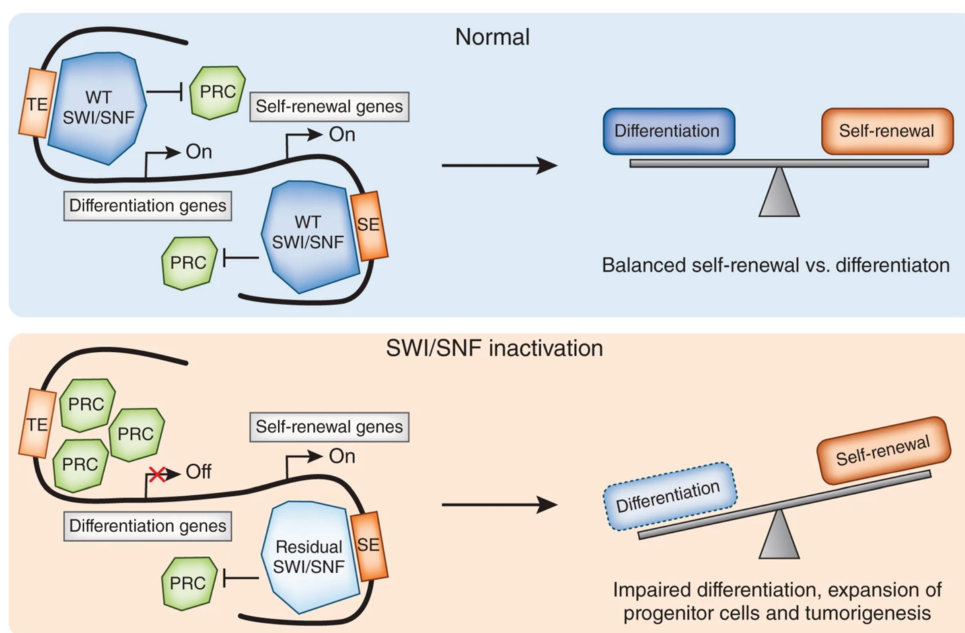 Normal
TE
WT
SWI/SNF
PRC
Self-renewal genes
On
On
Differentiation genes
WT
SWI/SNF
SE
PRC
Differentiation
Self-renewal
Balanced self-renewal vs. differentiaton
SWI/SNF inactivation
TE
PRC
PRC
PRC
Self-renewal genes
On
Off
Differentiation genes
Residual
SWI/SNF
SE
PRC
Differentiation
Self-renewal
Impaired differentiation, expansion of
progenitor cells and tumorigenesis